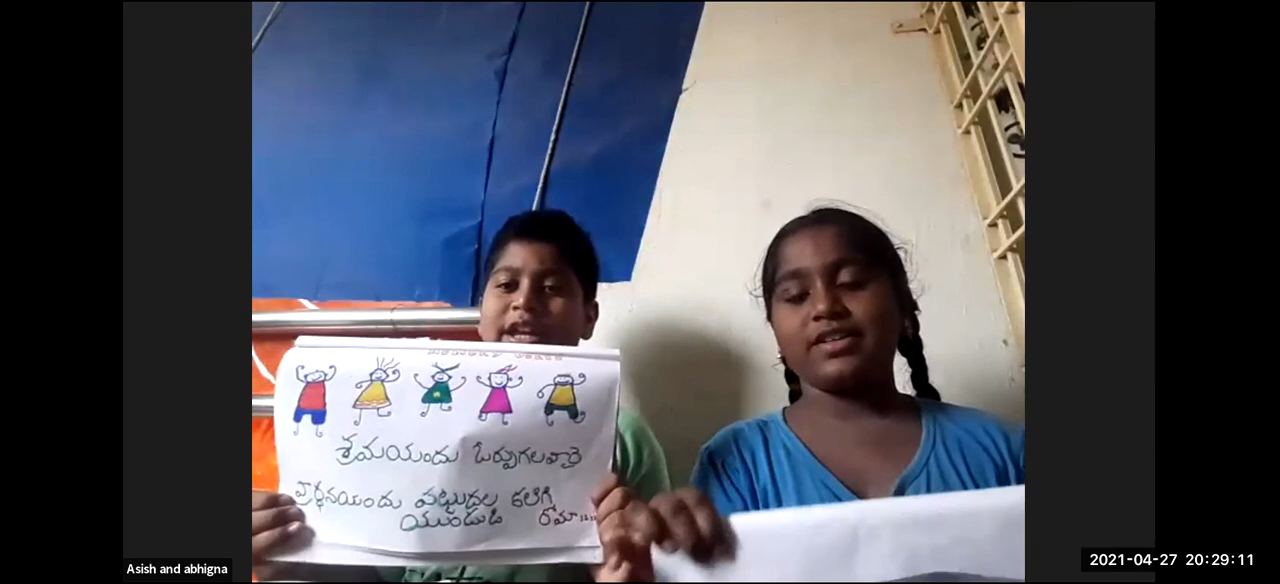 శ్రమయందు ఓర్పుగలవారై
ప్రార్థనయందు పట్టుదల కలిగి
యుండుడి రోమా
Asish and abhigna
2021-04-27 20:29:11